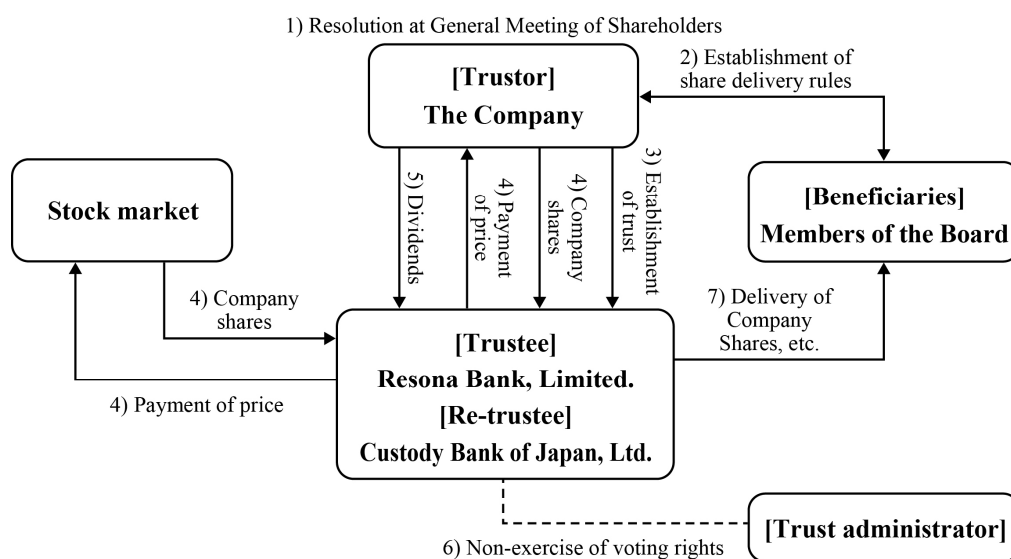 1) Resolution at General Meeting of Shareholders
[Trustor]
The Company
2) Establishment of
share delivery rules
Stock market
[Beneficiaries]
Members of the Board
5) Dividends
4) Payment
of price
4) Company
shares
3) Establishment
of trust
4) Company
shares
4) Payment of price
[Trustee]
Resona Bank, Limited.
[Re-trustee]
Custody Bank of Japan, Ltd.
7) Delivery of
Company
Shares, etc.
[Trust administrator]
6) Non-exercise of voting rights